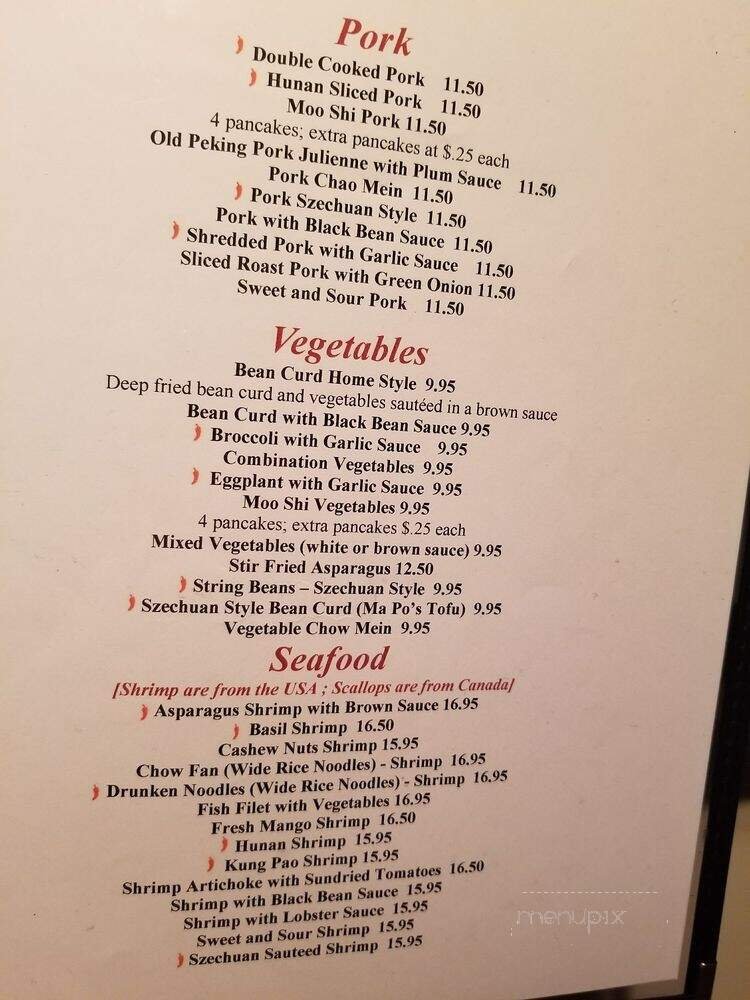 Pork
Double Cooked Pork 11.50
Hunan Sliced Pork 11.50
Moo Shi Pork 11.50
4 pancakes; extra pancakes at $.25 each
Old Peking Pork Julienne with Plum Sauce 11.50
Pork Chao Mein 11.50
Pork Szechuan Style 11.50
Pork with Black Bean Sauce 11.50
Shredded Pork with Garlic Sauce 11.50
Sliced Roast Pork with Green Onion 11.50
Sweet and Sour Pork 11.50
Vegetables
Bean Curd Home Style 9.95
Deep fried bean curd and vegetables sautéed in a brown sauce
Bean Curd with Black Bean Sauce 9.95
Broccoli with Garlic Sauce 9.95
Combination Vegetables 9.95
Eggplant with Garlic Sauce 9.95
Moo Shi Vegetables 9.95
4 pancakes; extra pancakes $.25 each
Mixed Vegetables (white or brown sauce) 9.95
Stir Fried Asparagus 12.50
String Beans – Szechuan Style 9.95
Szechuan Style Bean Curd (Ma Po's Tofu) 9.95
Vegetable Chow Mein 9.95
Seafood
[Shrimp are from the USA ; Scallops are from Canada]
Asparagus Shrimp with Brown Sauce 16.95
Basil Shrimp 16.50
Cashew Nuts Shrimp 15.95
Chow Fan (Wide Rice Noodles) - Shrimp 16.95
Drunken Noodles (Wide Rice Noodles) - Shrimp 16.95
Fish Filet with Vegetables 16.95
Fresh Mango Shrimp 16.50
Hunan Shrimp 15.95
Kung Pao Shrimp 15.95
Shrimp Artichoke with Sundried Tomatoes 16.50
Shrimp with Black Bean Sauce 15.95
Shrimp with Lobster Sauce 15.95
Sweet and Sour Shrimp 15.95
Szechuan Sauteed Shrimp 15.95
menupix